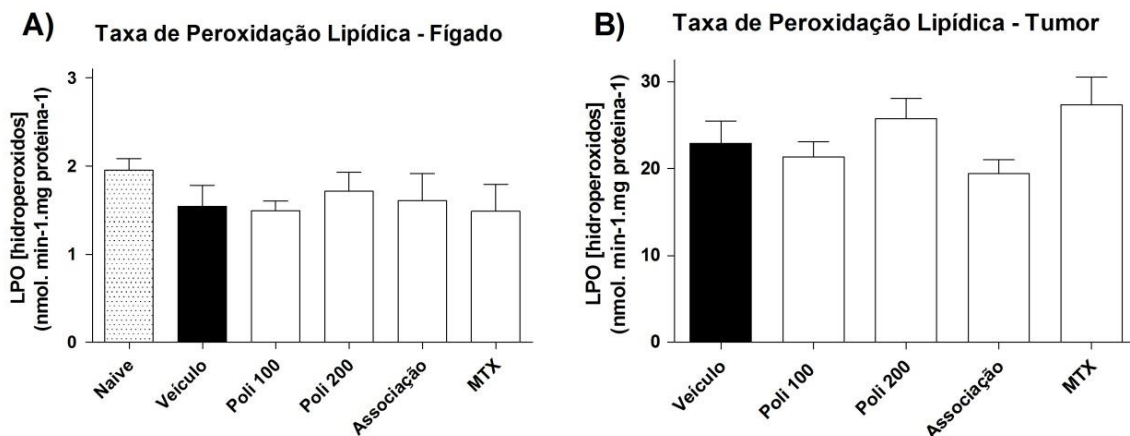 A)
Taxa de Peroxidação Lipídica - Fígado
LPO [hidroperoxidos]
(nmol. min-1.mg proteina-1)
3
2
1
0
Naive
Veículo
Poli 100
Poli 200
Associação
MTX
B)
Taxa de Peroxidação Lipídica - Tumor
LPO [hidroperoxidos]
(nmol. min-1.mg proteina-1)
30
20
10
0
Veículo
Poli 100
Poli 200
Associação
MTX